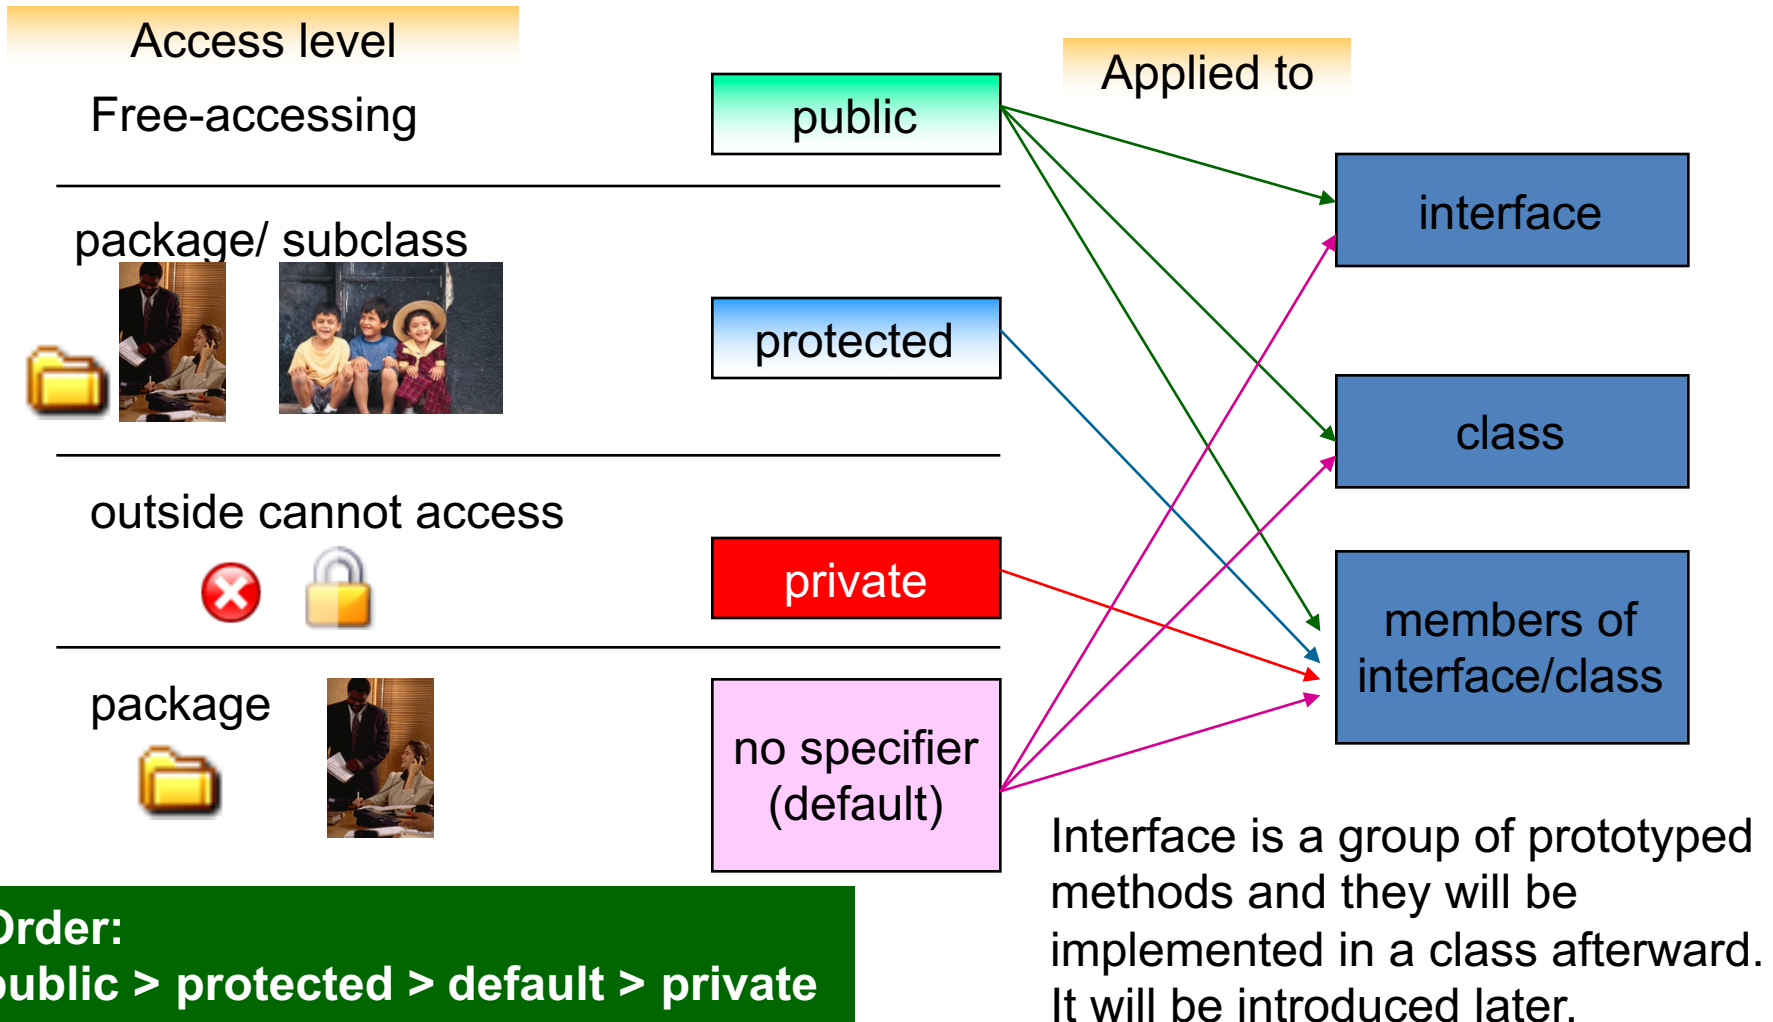 Access level
Applied to
Free-accessing
public
interface
package/ subclass
protected
class
outside cannot access
private
members of
interface/class
package
no specifier
(default)
Interface is a group of prototyped
methods and they will be
implemented in a class afterward.
It will be introduced later.
Order:
public > protected > default > private